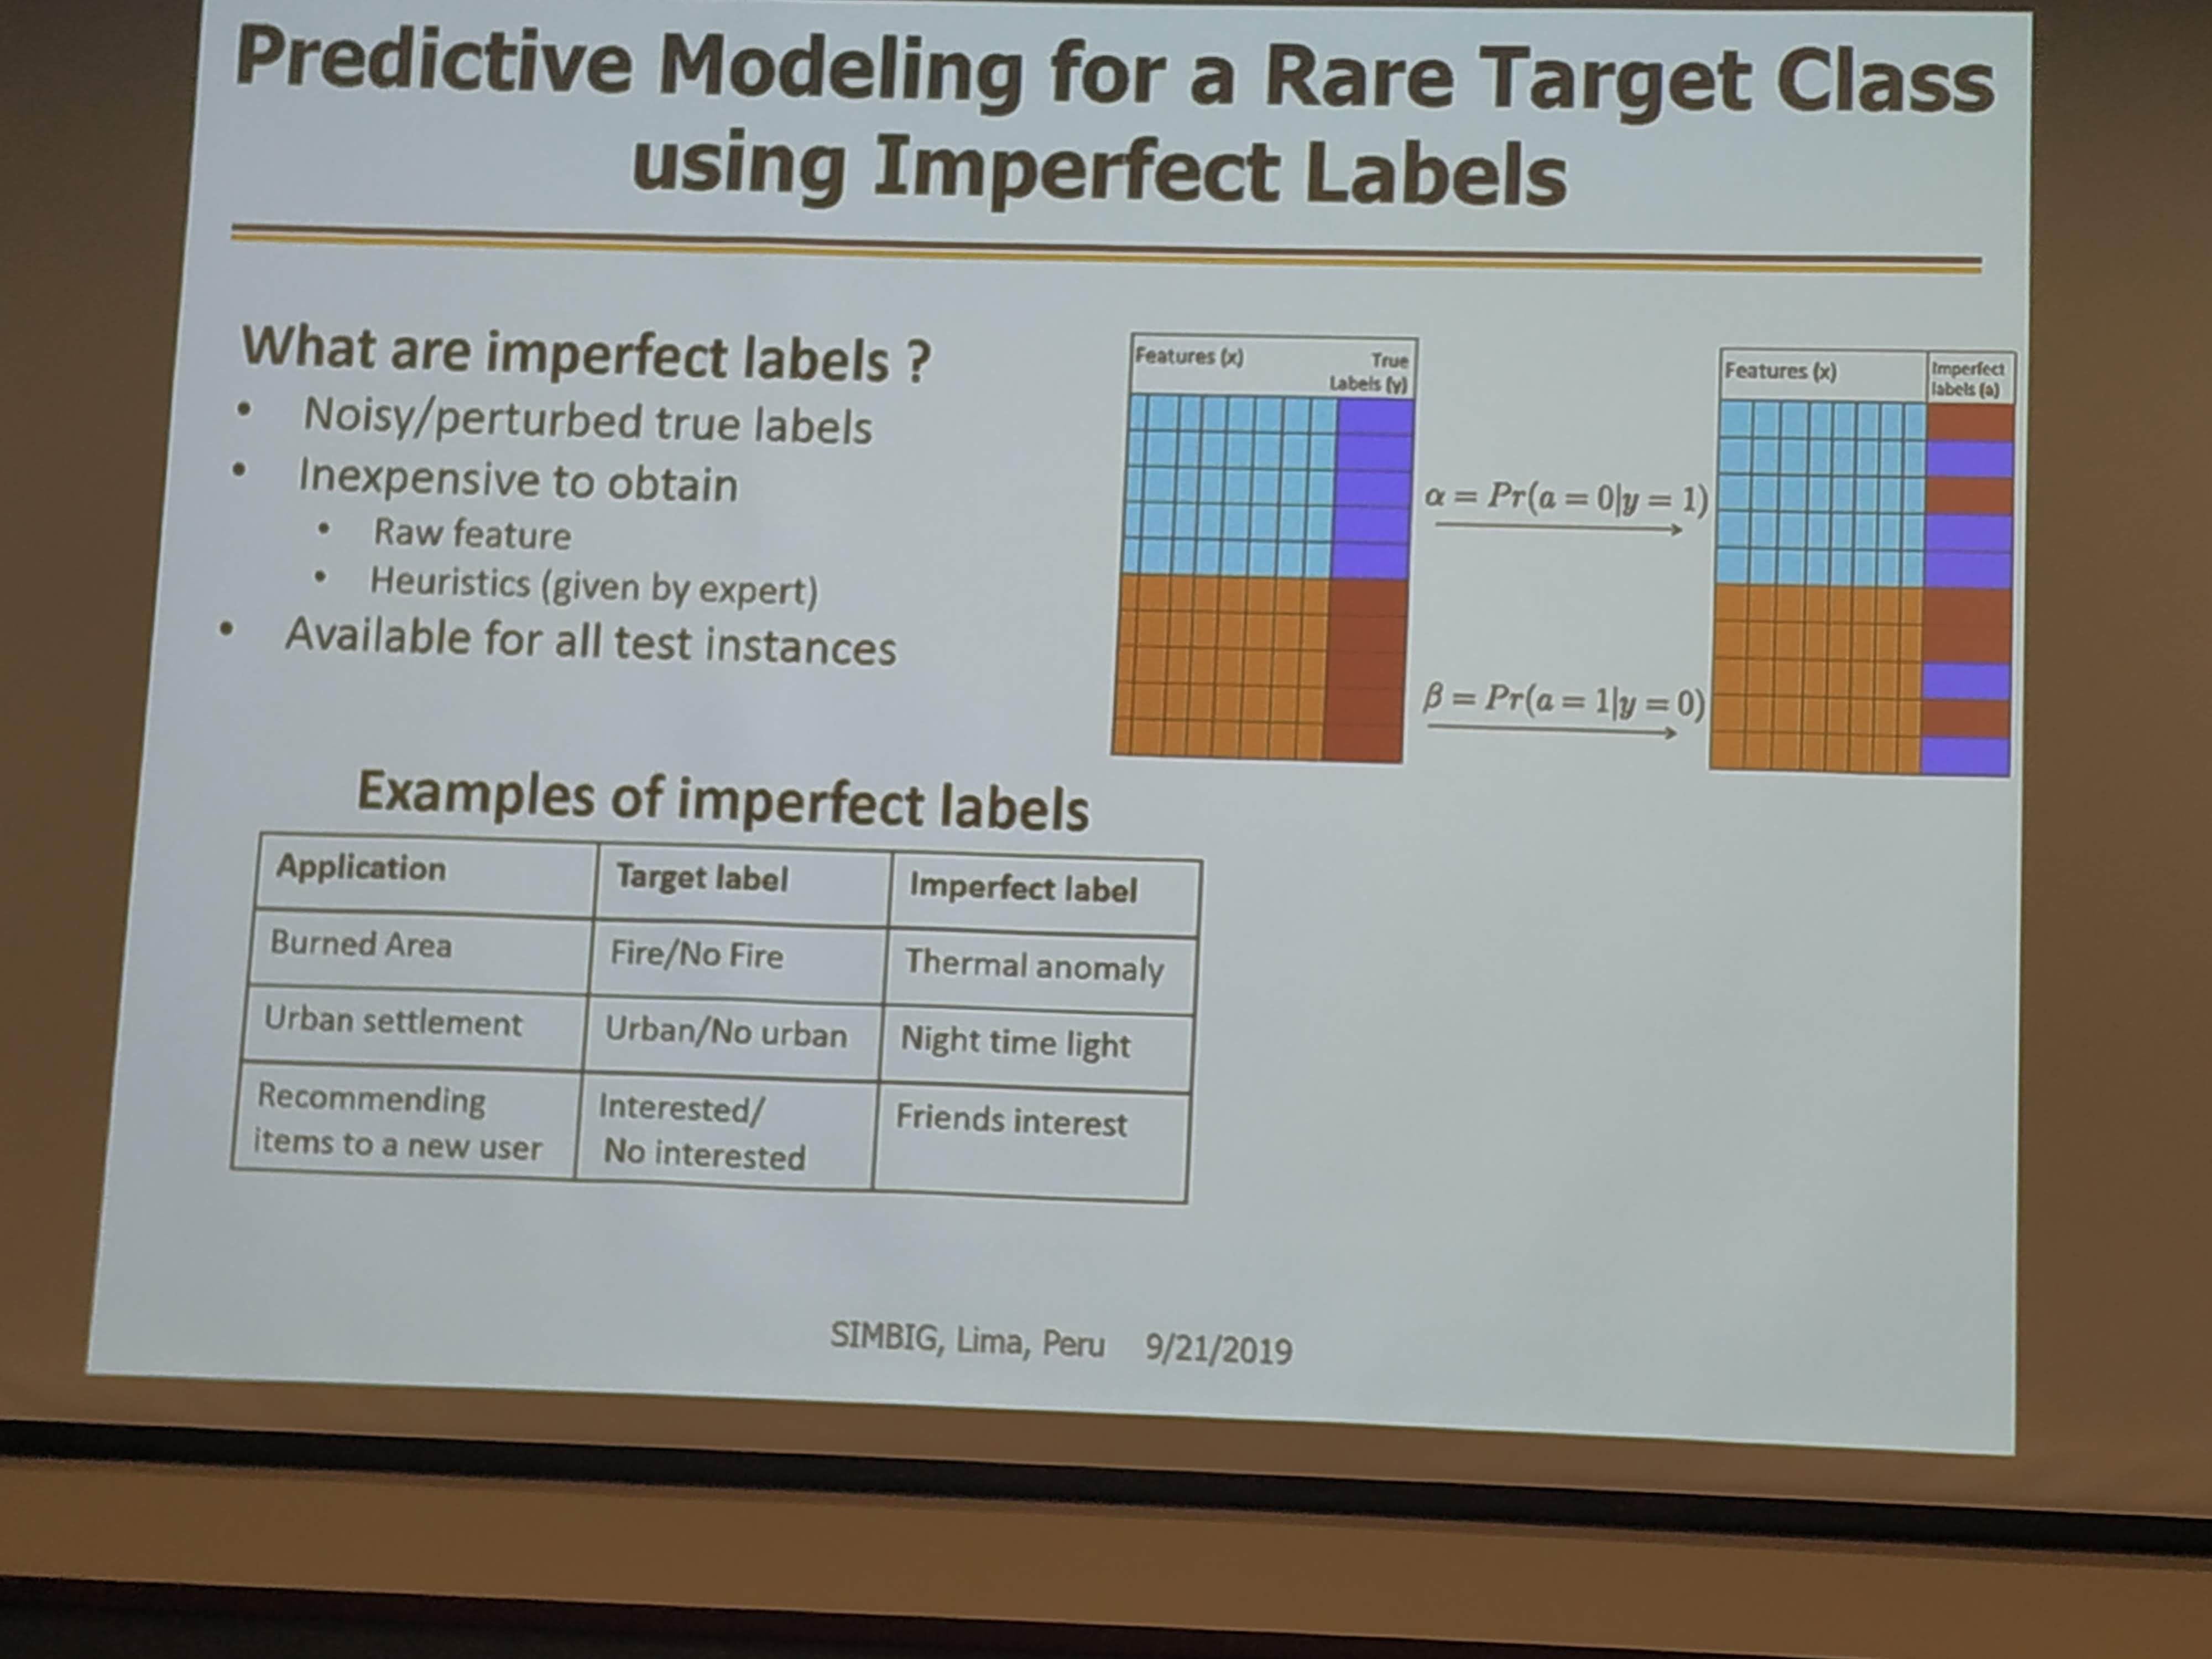 Predictive Modeling for a Rare Target Class
using Imperfect Labels
What are imperfect labels ?
• Noisy/perturbed true labels
• Inexpensive to obtain
• Raw feature
• Heuristics (given by expert)
• Available for all test instances
Features (x) True
Labels (y)
α = Pr(a = 0|y = 1)
β = Pr(a = 1|y = 0)
Features (x) Imperfect
labels (a)
Examples of imperfect labels
Application Target label Imperfect label
Burned Area Fire/No Fire Thermal anomaly
Urban settlement Urban/No urban Night time light
Recommending Interested/ Friends interest
items to a new user No interested
SIMBIG, Lima, Peru 9/21/2019